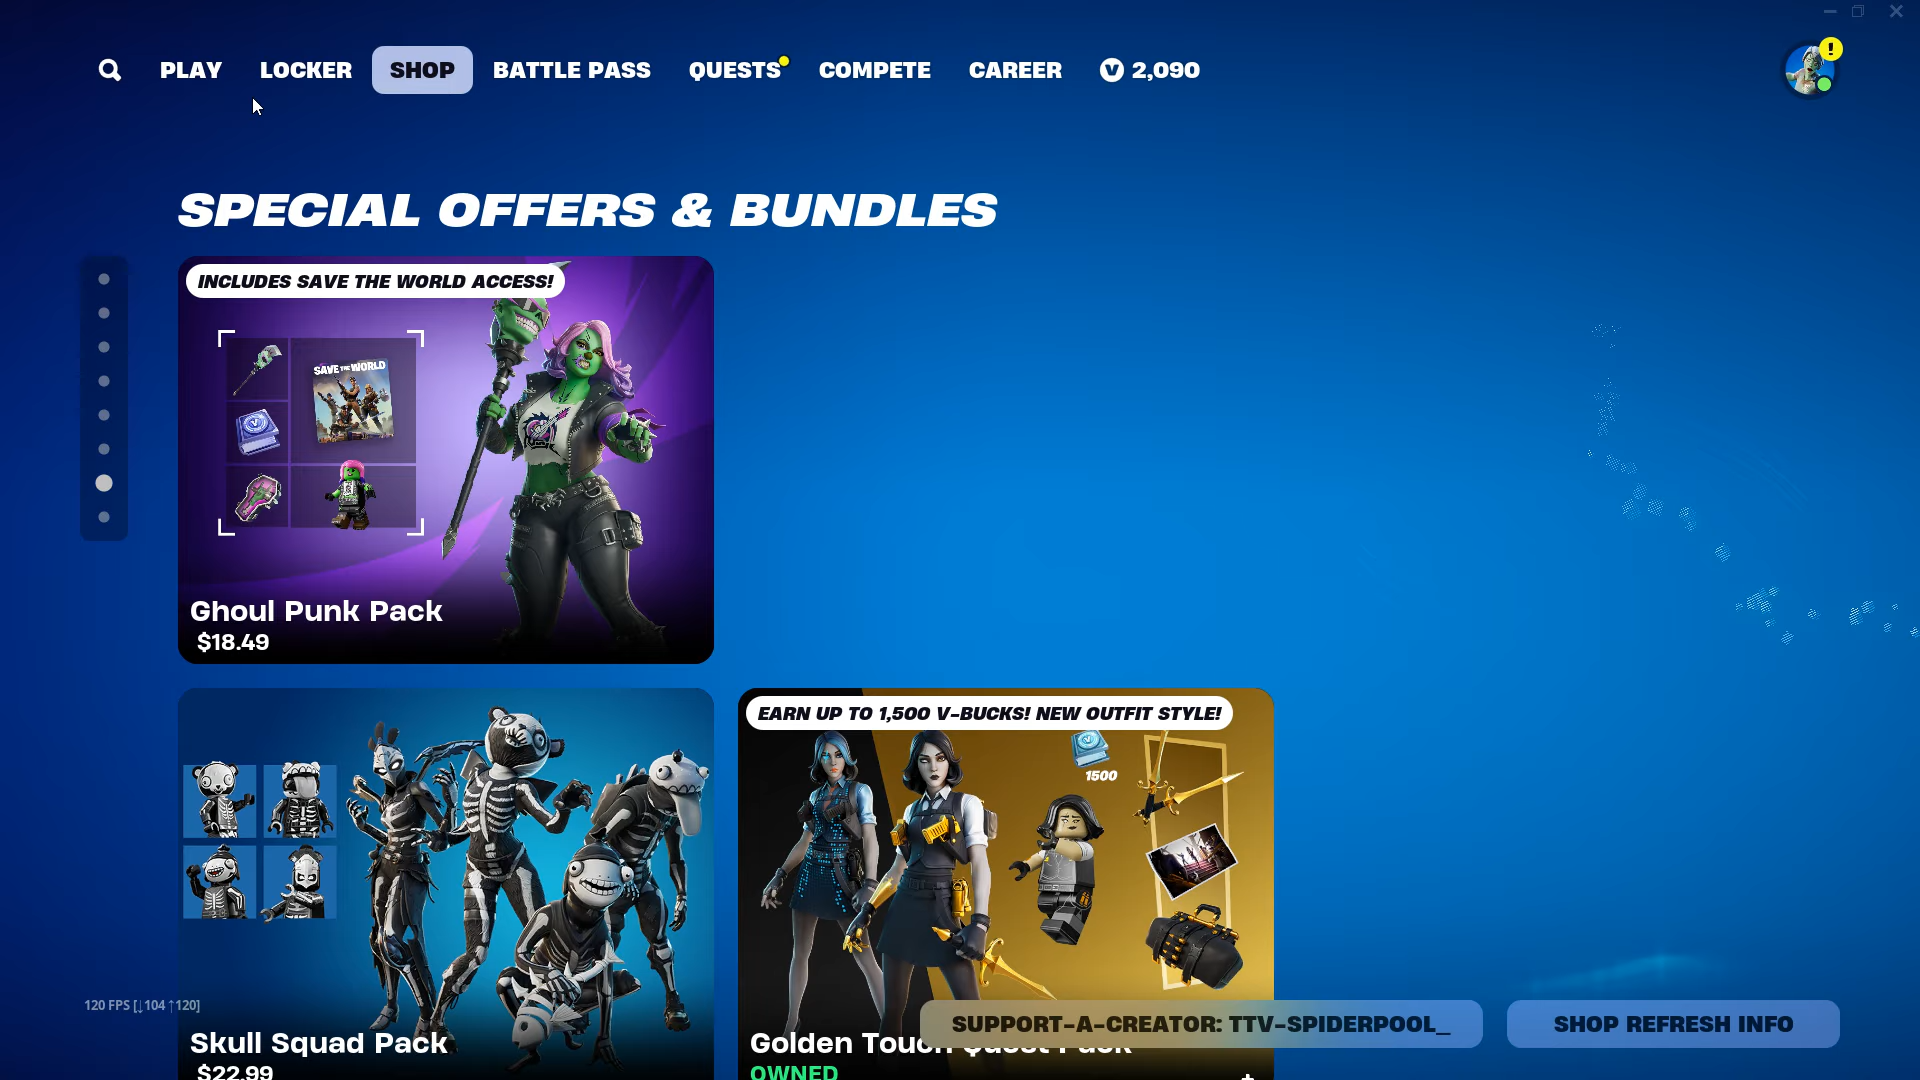 PLAY
LOCKER
SHOP
BATTLE PASS
QUESTS
COMPETE
CAREER
2,090
SPECIAL OFFERS & BUNDLES
INCLUDES SAVE THE WORLD ACCESS!
SAVE THE WORLD
Ghoul Punk Pack
$18.49
EARN UP TO 1,500 V-BUCKS! NEW OUTFIT STYLE!
1500
120 FPS [↓104 ↑120]
SUPPORT-A-CREATOR: TTV-SPIDERPOOL_
SHOP REFRESH INFO
Skull Squad Pack
$22.99
Golden Touch Quest Pack
OWNED